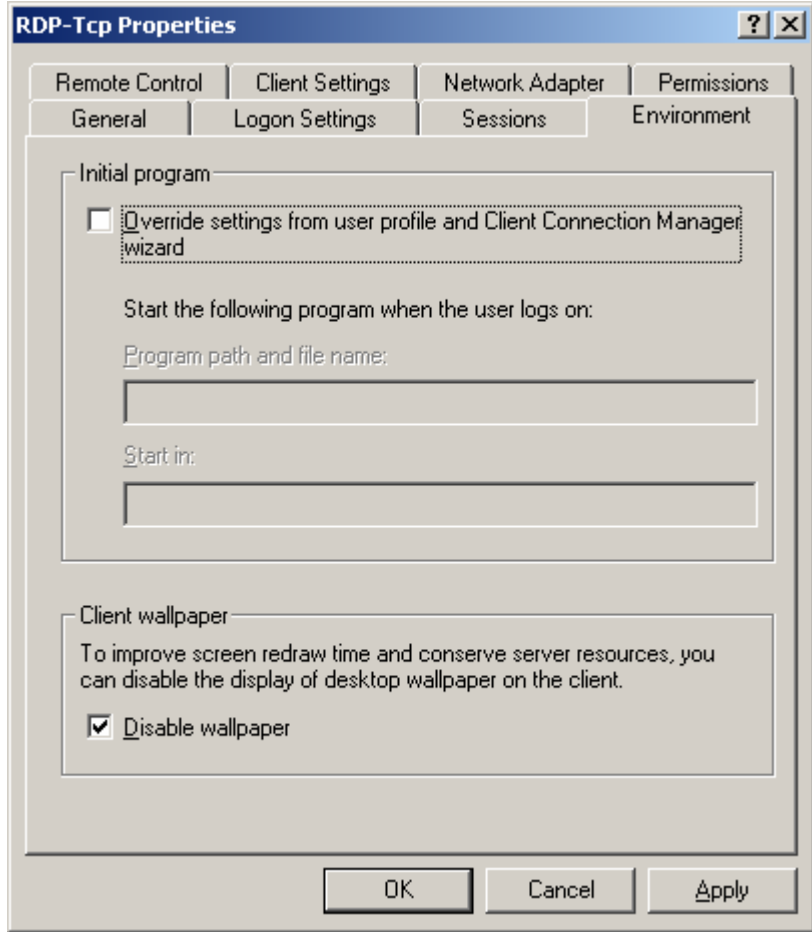 RDP-Tcp Properties
Remote Control Client Settings Network Adapter Permissions
General Logon Settings Sessions Environment
Initial program
Override settings from user profile and Client Connection Manager
wizard
Start the following program when the user logs on:
Program path and file name:
Start in:
Client wallpaper
To improve screen redraw time and conserve server resources, you
can disable the display of desktop wallpaper on the client.
Disable wallpaper
OK Cancel Apply